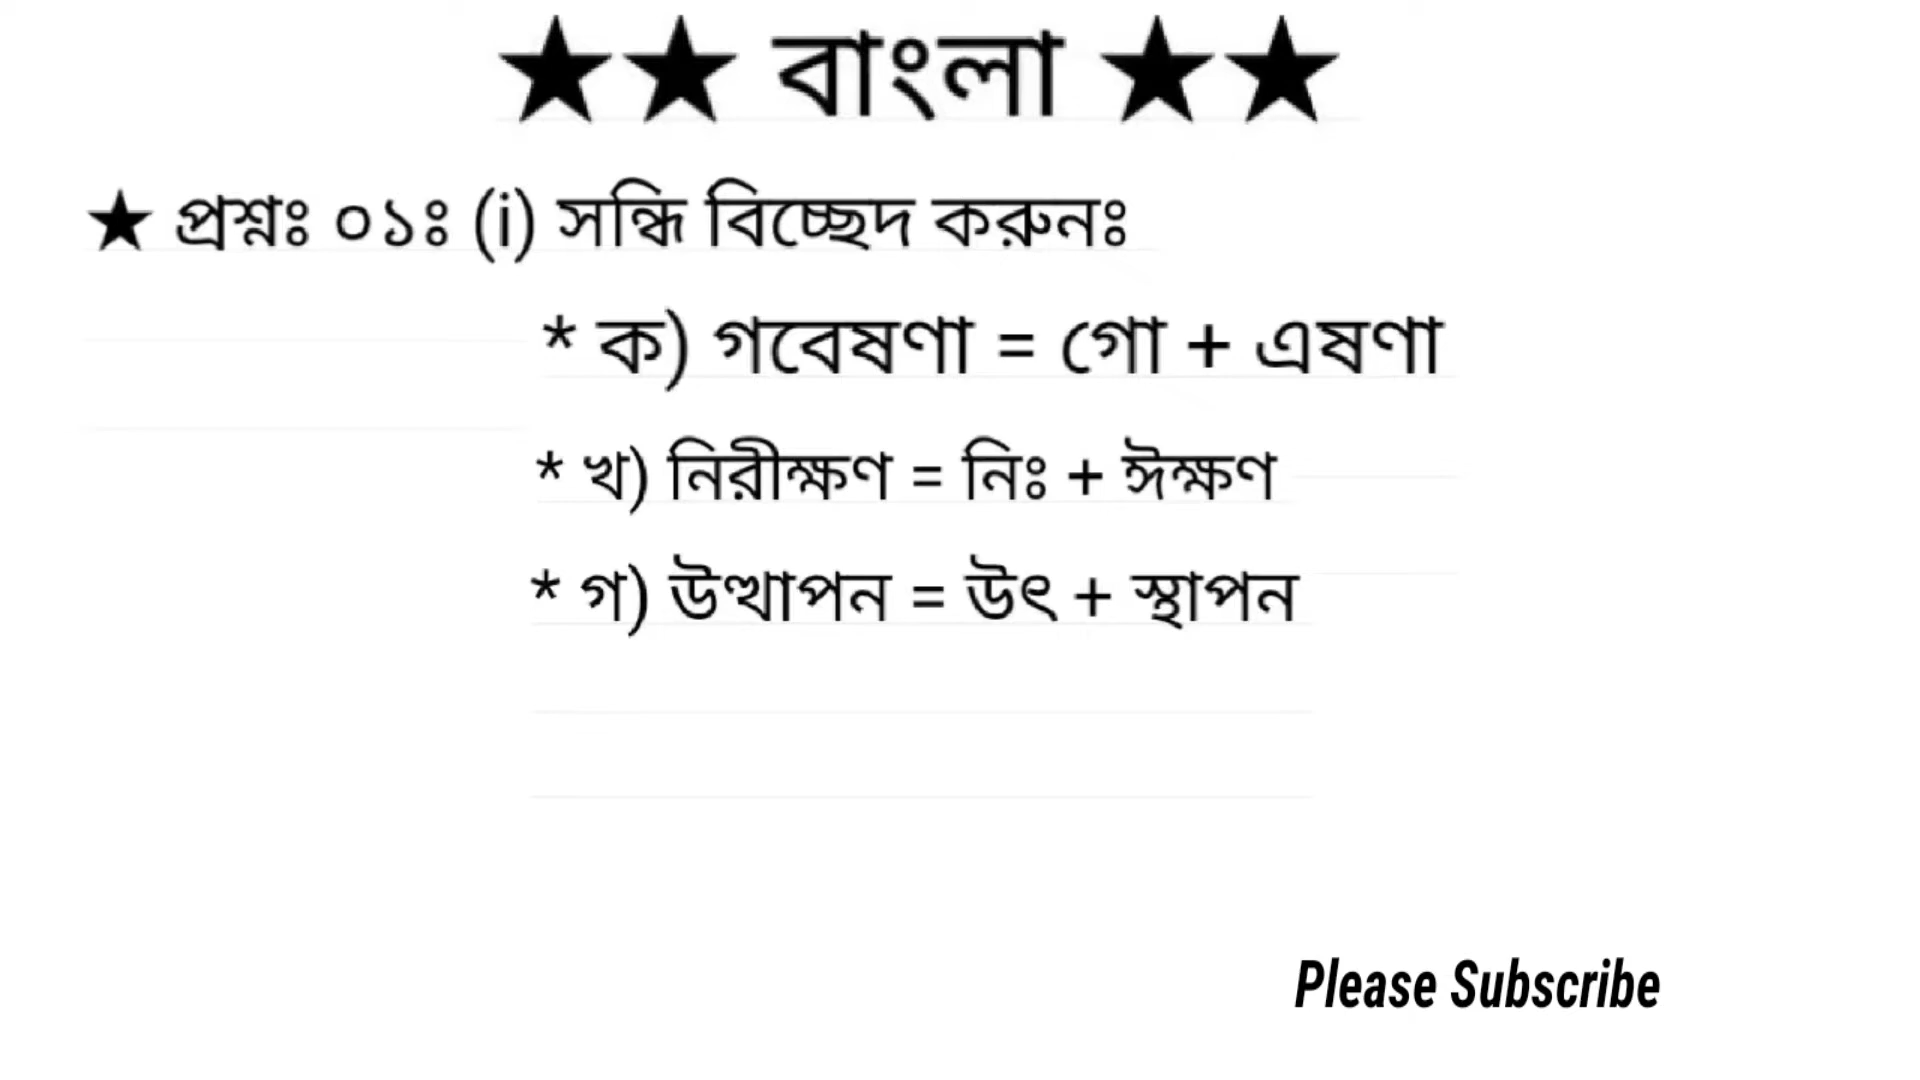 ★★ বাংলা ★★
★ প্রশ্নঃ ০১ঃ (i) সন্ধি বিচ্ছেদ করুনঃ
* ক) গবেষণা = গো + এষণা
* খ) নিরীক্ষণ = নিঃ + ঈক্ষণ
* গ) উত্থাপন = উৎ + স্থাপন
Please Subscribe